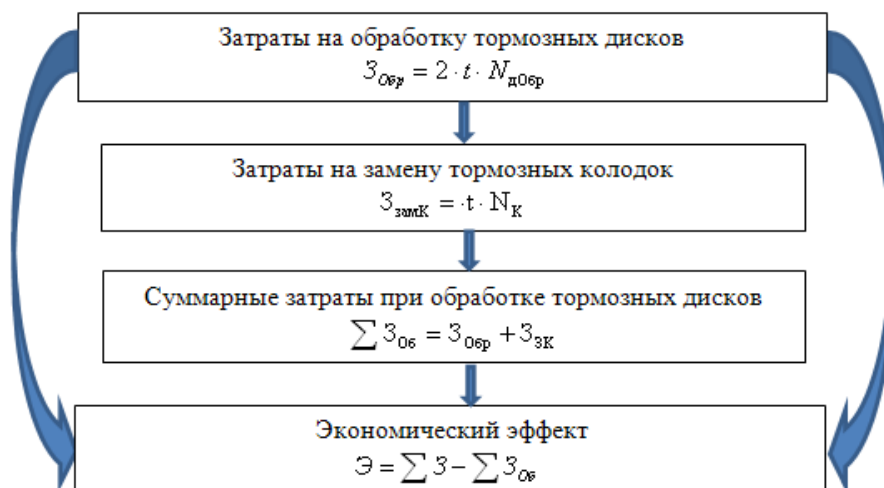 Затраты на обработку тормозных дисков
З_Обр = 2 · t · N_дОбр
Затраты на замену тормозных колодок
З_замК = ·t · N_К
Суммарные затраты при обработке тормозных дисков
∑ З_Об = З_Обр + З_ЗК
Экономический эффект
Э = ∑ З − ∑ З_Об